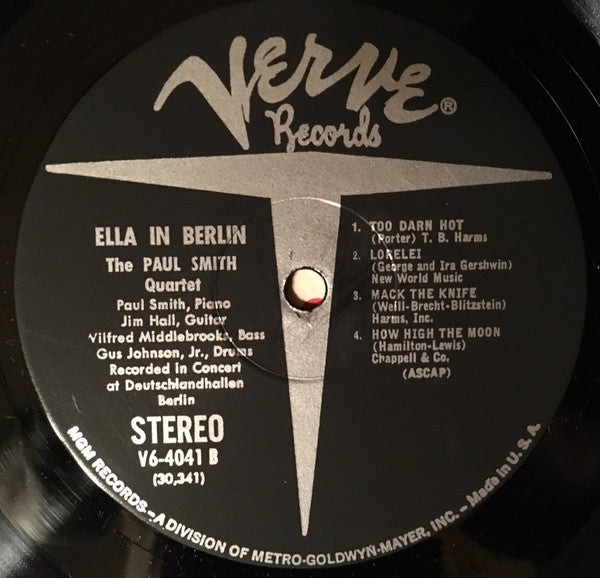 Verve®
Records
ELLA IN BERLIN
The PAUL SMITH
Quartet
Paul Smith, Piano
Jim Hall, Guitar
Vilfred Middlebrooks, Bass
Gus Johnson, Jr., Drums
Recorded in Concert
at Deutschlandhallen
Berlin
STEREO
V6-4041 B
(30,341)
1. TOO DARN HOT
(Porter) T. B. Harms
2. LORELEI
(George and Ira Gershwin)
New World Music
3. MACK THE KNIFE
(Weill-Brecht-Blitzstein)
Harms, Inc.
4. HOW HIGH THE MOON
(Hamilton-Lewis)
Chappell & Co.
(ASCAP)
MGM RECORDS—A DIVISION OF METRO-GOLDWYN-MAYER, INC.—Made in U. S. A.